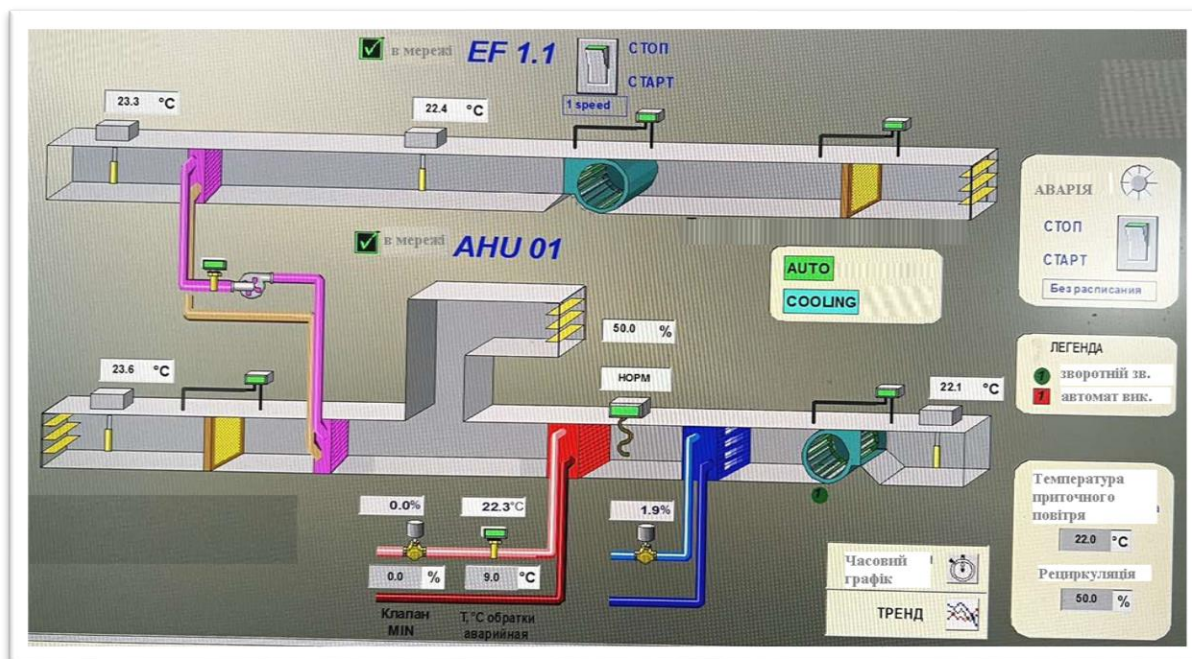 в мережі EF 1.1
СТОП
СТАРТ
1 speed
23.3 °C
22.4 °C
в мережі AHU 01
АВАРІЯ
СТОП
СТАРТ
Без расписания
AUTO
COOLING
50.0 %
НОРМ
23.6 °C
22.1 °C
ЛЕГЕНДА
1 зворотній зв.
1 автомат вик.
1
0.0%
22.3°C
1.9%
0.0 %
9.0 °C
Клапан
MIN
Т,°С обратки
аварийная
Часовий
графік
ТРЕНД
Температура
приточного
повітря
22.0 °C
Рециркуляція
50.0 %